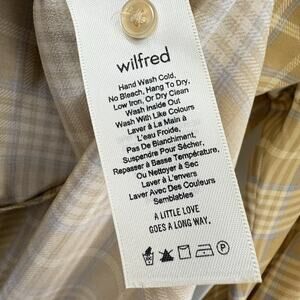 wilfred
Hand Wash Cold,
No Bleach, Hang To Dry,
Low Iron, Or Dry Clean
Wash Inside Out
Wash With Like Colours
Laver à La Main à
L'eau Froide,
Pas De Blanchiment,
Suspendre Pour Sécher,
Repasser à Basse Température,
Ou Nettoyer à Sec
Laver à L'envers
Laver Avec Des Couleurs
Semblables
A LITTLE LOVE
GOES A LONG WAY.
P